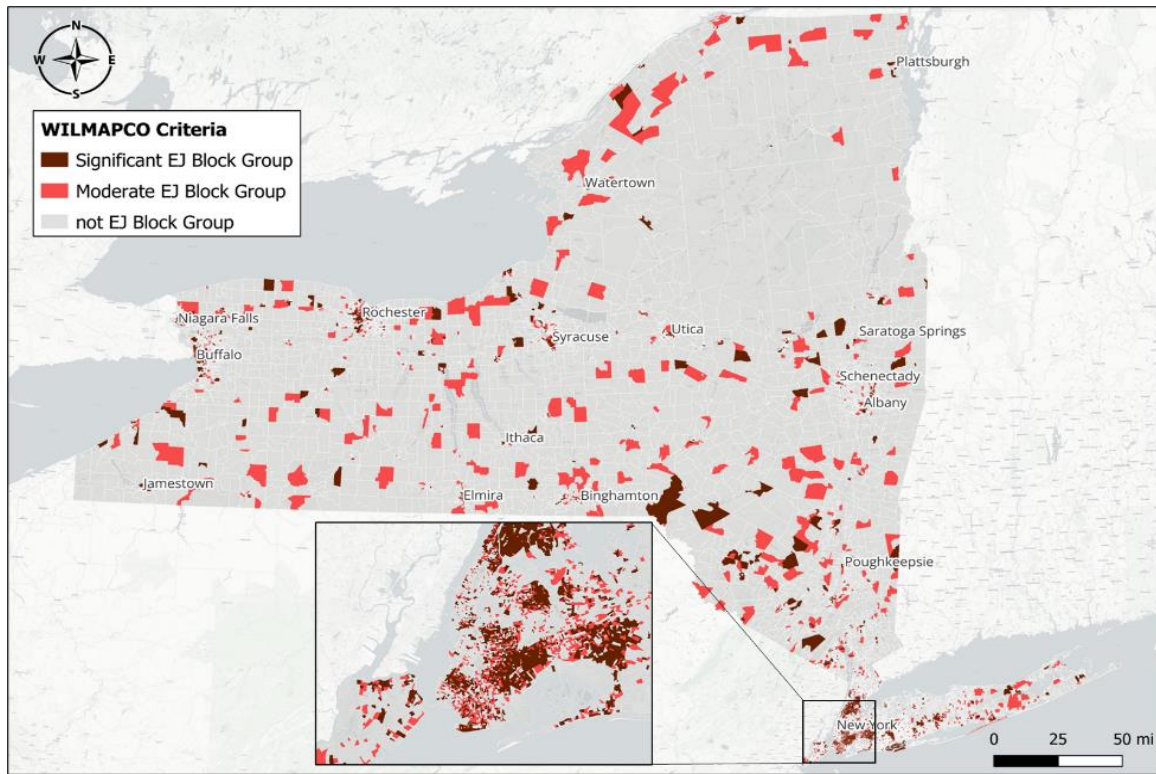 N
W
E
S
WILMAPCO Criteria
Significant EJ Block Group
Moderate EJ Block Group
not EJ Block Group
Plattsburgh
Watertown
Niagara Falls
Rochester
Syracuse
Utica
Saratoga Springs
Buffalo
Schenectady
Albany
Ithaca
Jamestown
Elmira
Binghamton
Poughkeepsie
New York
0 25 50 mi